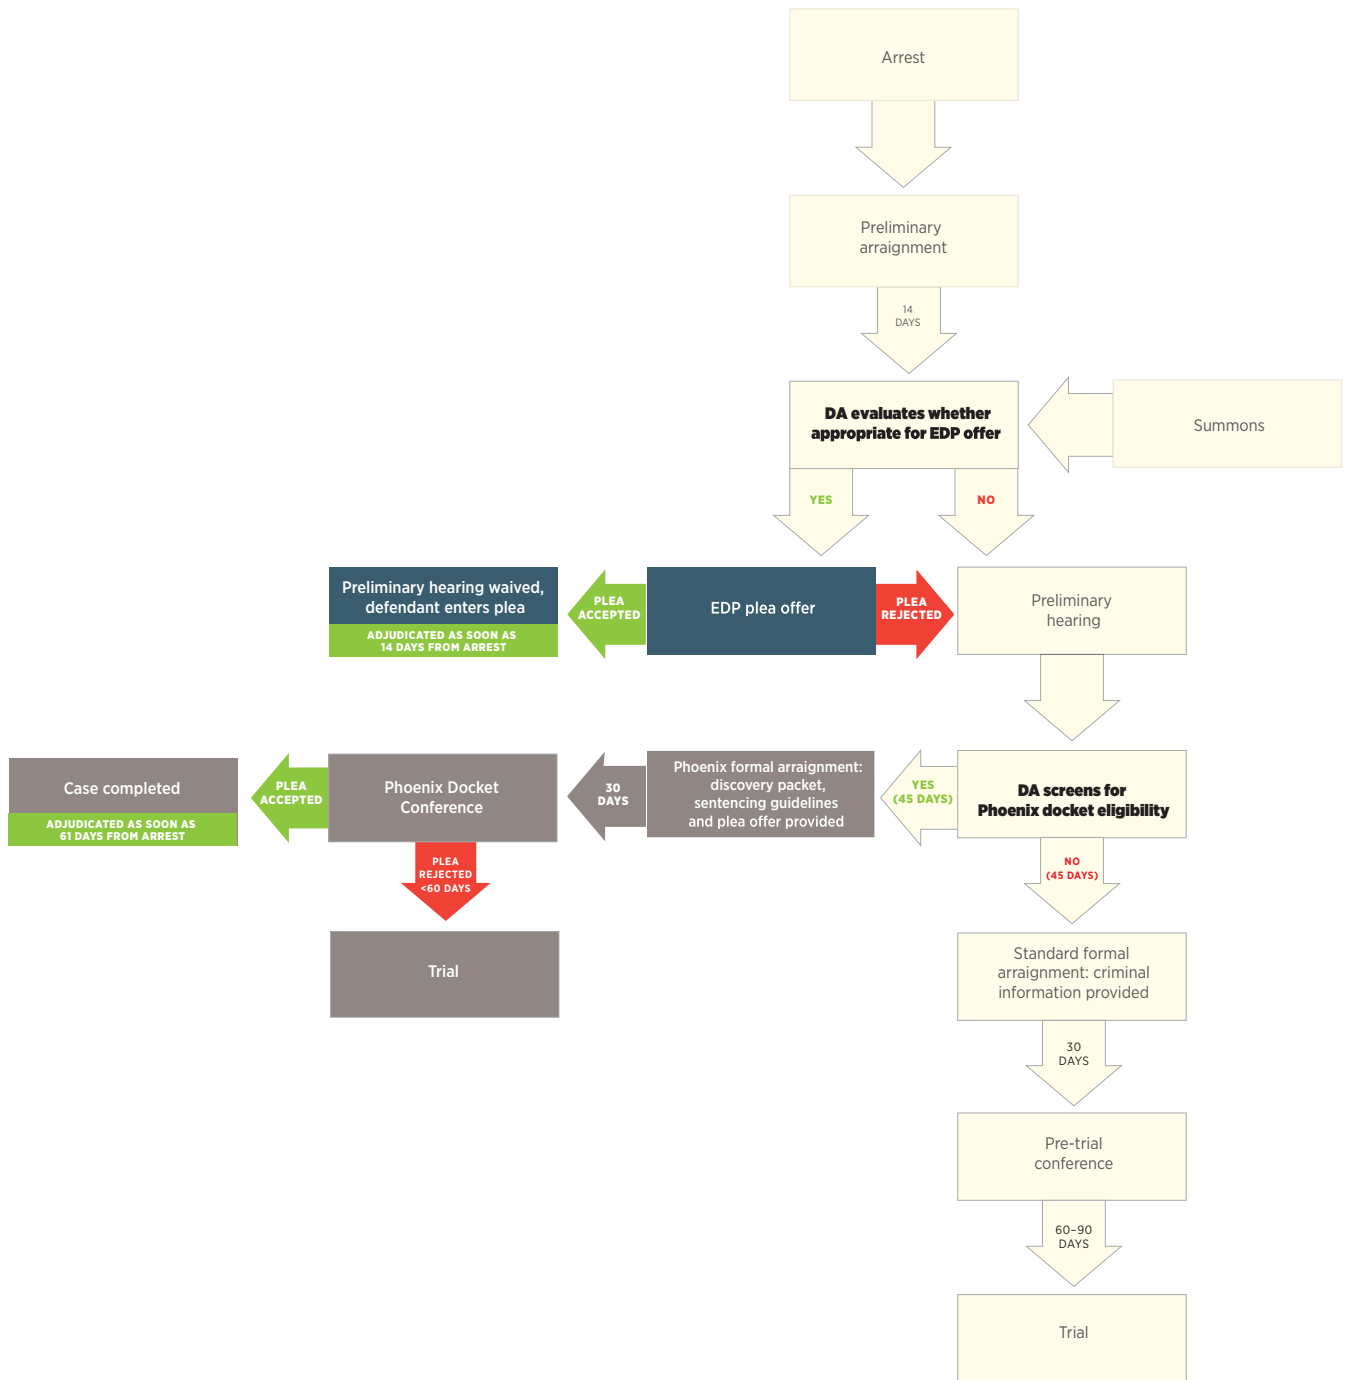 Arrest
Preliminary
arraignment
14
DAYS
DA evaluates whether
appropriate for EDP offer
Summons
YES
NO
Preliminary hearing waived,
defendant enters plea
ADJUDICATED AS SOON AS
14 DAYS FROM ARREST
PLEA
ACCEPTED
EDP plea offer
PLEA
REJECTED
Preliminary
hearing
Case completed
ADJUDICATED AS SOON AS
61 DAYS FROM ARREST
PLEA
ACCEPTED
Phoenix Docket
Conference
30
DAYS
Phoenix formal arraignment:
discovery packet,
sentencing guidelines
and plea offer provided
YES
(45 DAYS)
DA screens for
Phoenix docket eligibility
PLEA
REJECTED
<60 DAYS
NO
(45 DAYS)
Trial
Standard formal
arraignment: criminal
information provided
30
DAYS
Pre-trial
conference
60–90
DAYS
Trial